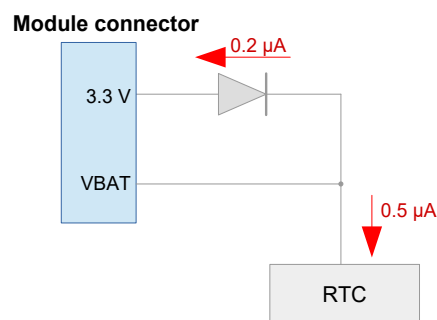 Module connector
0.2 µA
3.3 V
VBAT
0.5 µA
RTC